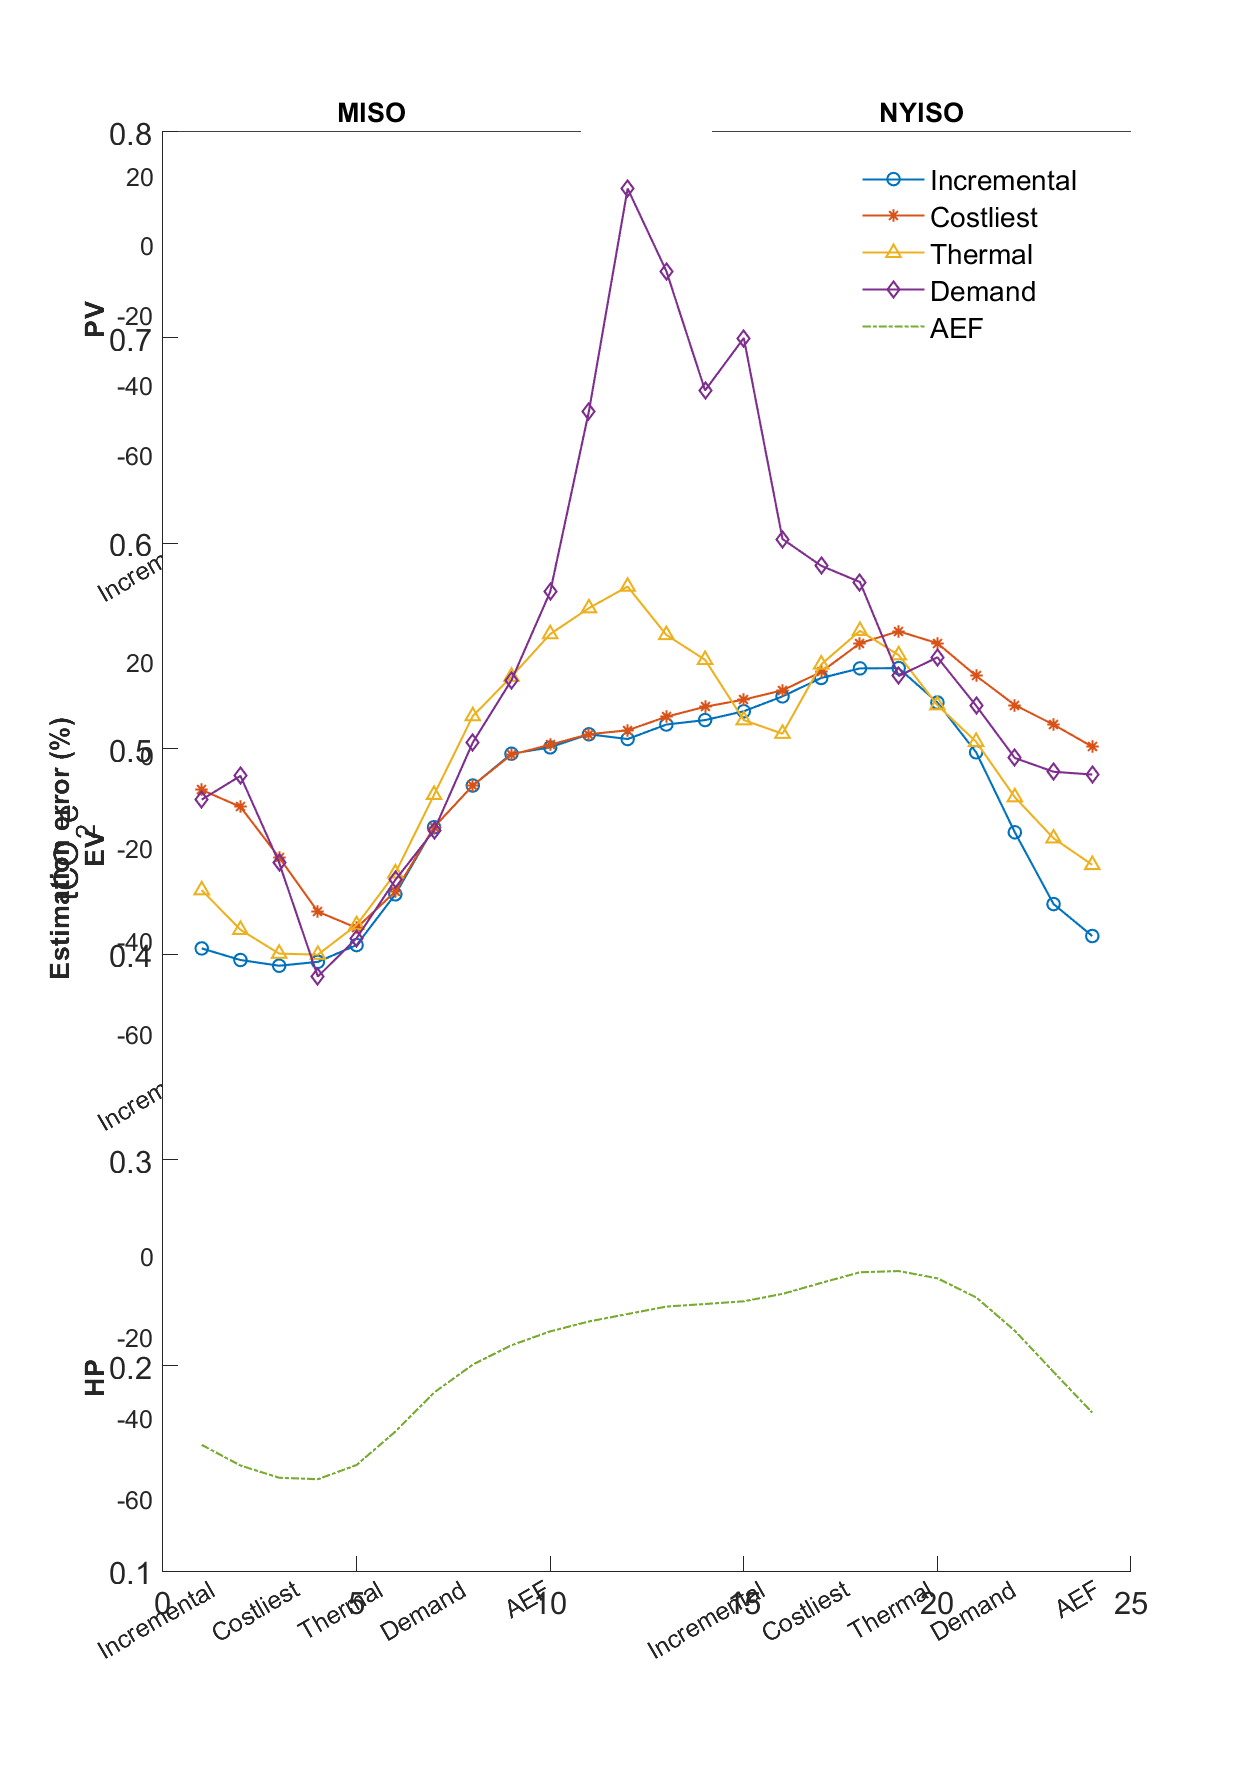 MISO
NYISO
0.8
20
Incremental
Costliest
0
Thermal
Demand
-20
PV
0.7
AEF
-40
-60
0.6
Increm
20
0.5
0
Estimation error (%)
tCO2e
EV
-20
-40
0.4
-60
Increm
0.3
0
-20
HP
0.2
-40
-60
0.1
0
5
10
15
20
25
Incremental
Costliest
Thermal
Demand
AEF
Incremental
Costliest
Thermal
Demand
AEF